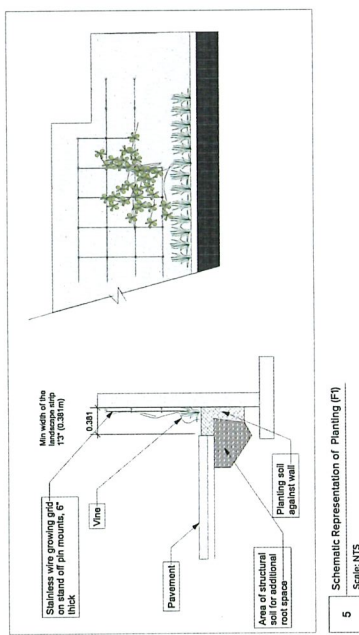 Min width of the
landscape strip
1'3" (0.381m)
0.381
Stainless wire growing grid
on stand off pin mounts, 6"
thick
Vine
Pavement
Planting soil
against wall
Area of structural
soil for additional
root space
5
Schematic Representation of Planting (F1)
Scale: NTS